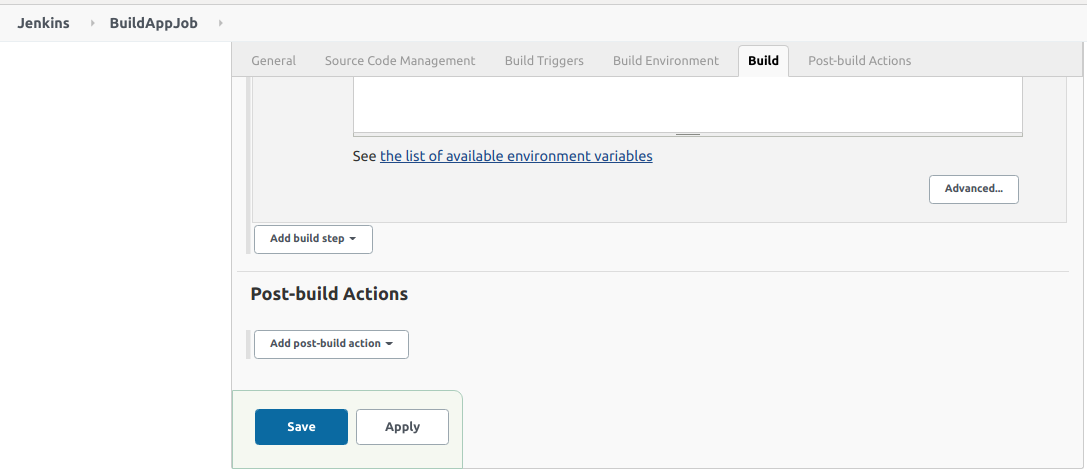 Jenkins BuildAppJob
General Source Code Management Build Triggers Build Environment Build Post-build Actions
See the list of available environment variables
Advanced...
Add build step
Post-build Actions
Add post-build action
Save Apply